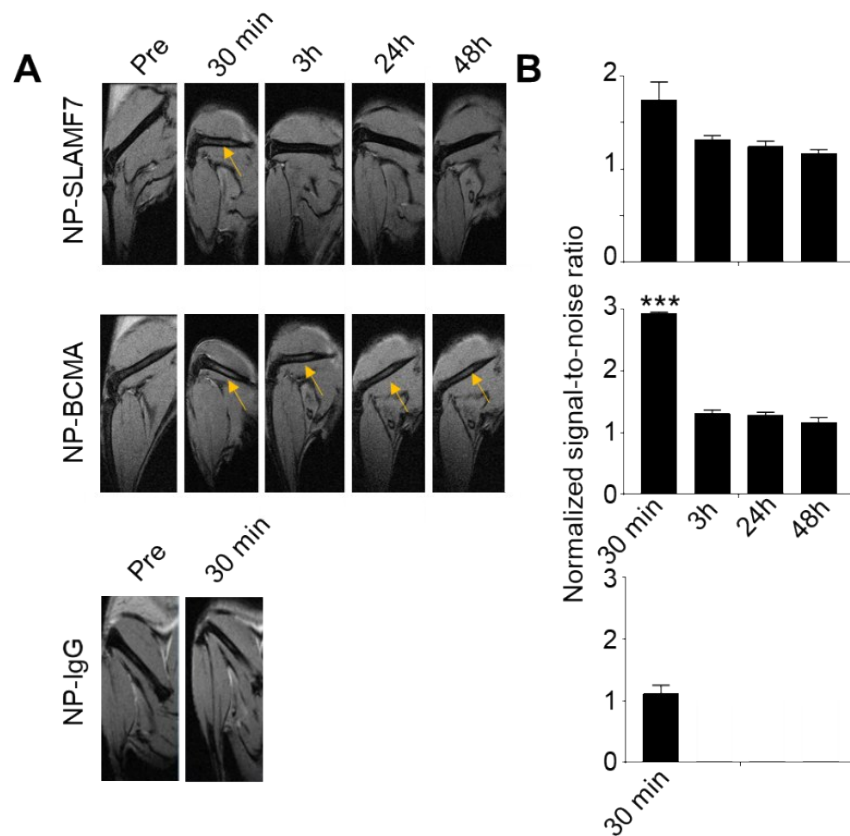 A
Pre 30 min 3h 24h 48h
NP-SLAMF7
NP-BCMA
Pre 30 min
NP-IgG
B
Normalized signal-to-noise ratio
2
1
0
***
3
2
1
0
30 min 3h 24h 48h
3
2
1
0
30 min